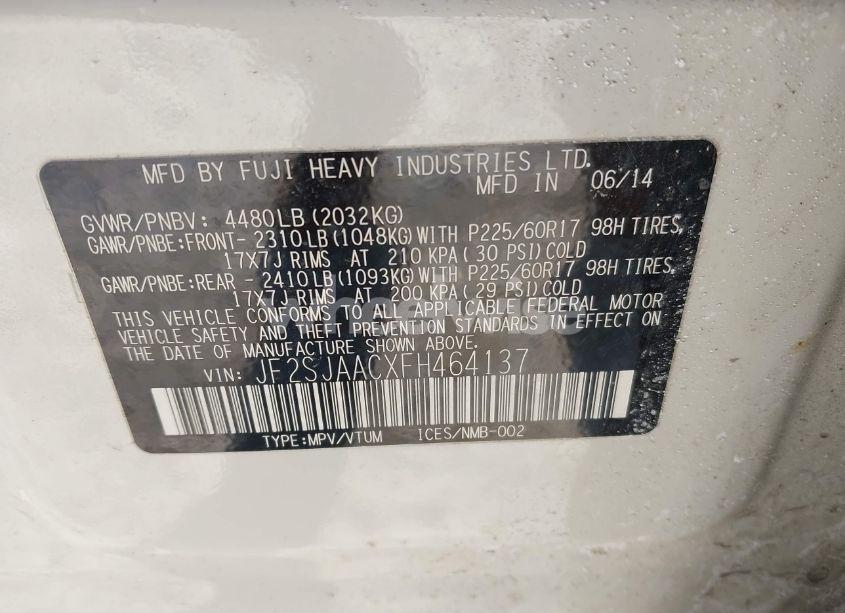 MFD BY FUJI HEAVY INDUSTRIES LTD.
MFD IN 06/14
GVWR/PNBV: 4480LB(2032KG)
GAWR/PNBE:FRONT- 2310LB(1048KG)WITH P225/60R17 98H TIRES,
17X7J RIMS AT 210 KPA( 30 PSI)COLD
GAWR/PNBE:REAR - 2410LB(1093KG)WITH P225/60R17 98H TIRES,
17X7J RIMS AT 200 KPA( 29 PSI)COLD
THIS VEHICLE CONFORMS TO ALL APPLICABLE FEDERAL MOTOR
VEHICLE SAFETY AND THEFT PREVENTION STANDARDS IN EFFECT ON
THE DATE OF MANUFACTURE SHOWN ABOVE.
VIN: JF2SJAACXFH464137
TYPE:MPV/VTUM ICES/NMB-002